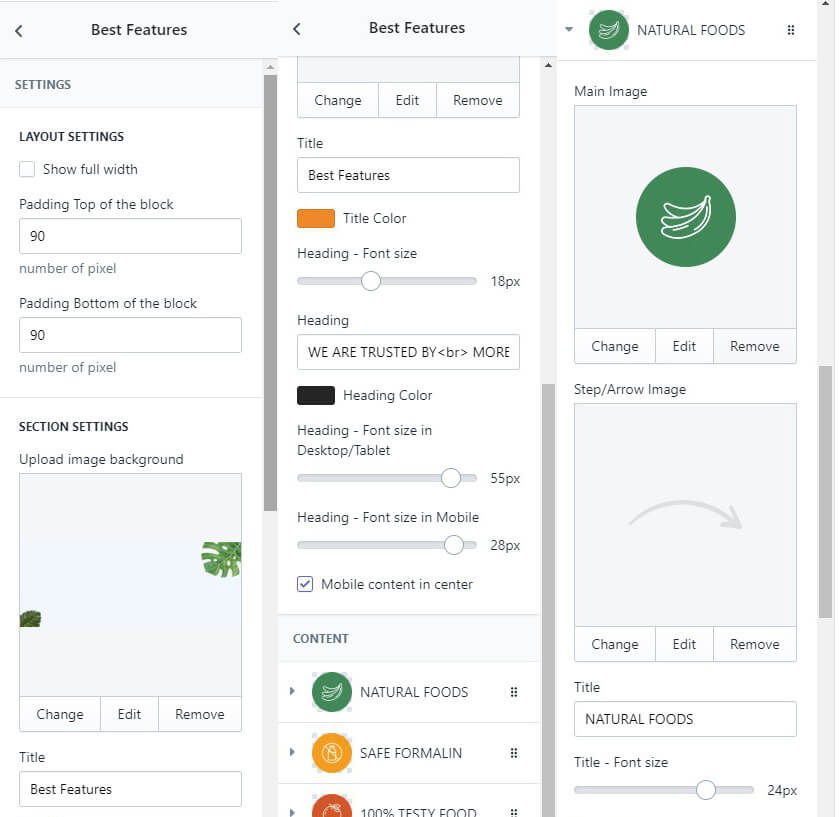 Best Features
SETTINGS
LAYOUT SETTINGS
Show full width
Padding Top of the block
90
number of pixel
Padding Bottom of the block
90
number of pixel
SECTION SETTINGS
Upload image background
Change Edit Remove
Title
Best Features
Best Features
Change Edit Remove
Title
Best Features
Title Color
Heading - Font size
18px
Heading
WE ARE TRUSTED BY<br> MORE
Heading Color
Heading - Font size in
Desktop/Tablet
55px
Heading - Font size in Mobile
28px
Mobile content in center
CONTENT
NATURAL FOODS
SAFE FORMALIN
100% TESTY FOOD
NATURAL FOODS
Main Image
Change Edit Remove
Step/Arrow Image
Change Edit Remove
Title
NATURAL FOODS
Title - Font size
24px